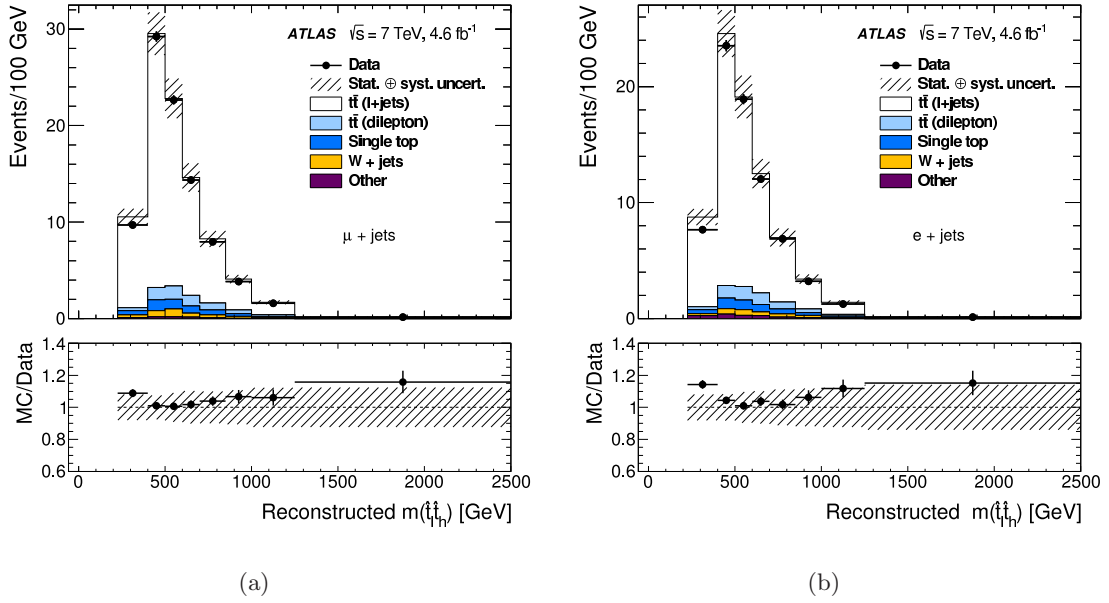 Events/100 GeV
30
20
10
0
ATLAS √s = 7 TeV, 4.6 fb⁻¹
Data
Stat. ⊕ syst. uncert.
tt̄ (l+jets)
tt̄ (dilepton)
Single top
W + jets
Other
μ + jets
MC/Data
1.4
1.2
1
0.8
0.6
0 500 1000 1500 2000 2500
Reconstructed m(t̂ₗt̂ₕ) [GeV]
(a)
Events/100 GeV
20
10
0
ATLAS √s = 7 TeV, 4.6 fb⁻¹
Data
Stat. ⊕ syst. uncert.
tt̄ (l+jets)
tt̄ (dilepton)
Single top
W + jets
Other
e + jets
MC/Data
1.4
1.2
1
0.8
0.6
0 500 1000 1500 2000 2500
Reconstructed m(t̂ₗt̂ₕ) [GeV]
(b)